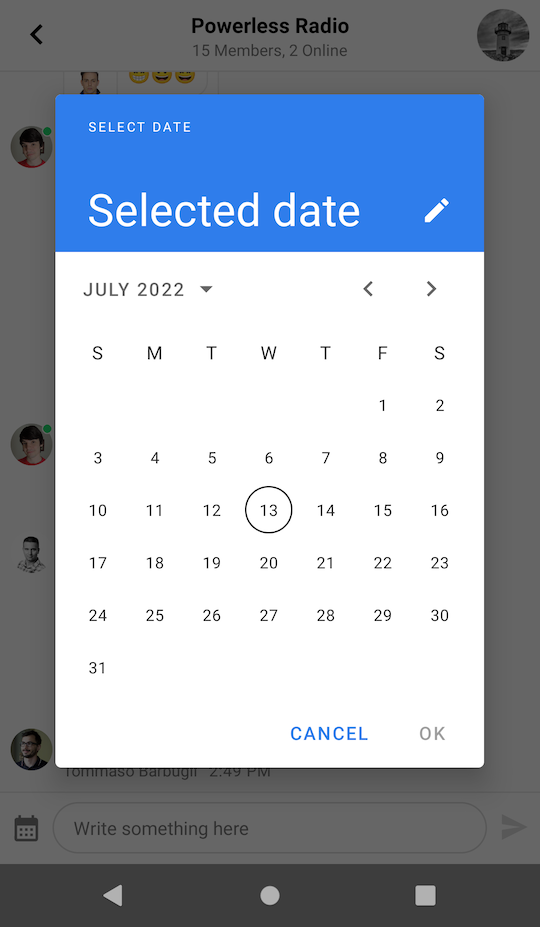 Powerless Radio
15 Members, 2 Online
SELECT DATE
Selected date
JULY 2022
S M T W T F S
1 2
3 4 5 6 7 8 9
10 11 12 13 14 15 16
17 18 19 20 21 22 23
24 25 26 27 28 29 30
31
CANCEL OK
Tommaso Barbugli 2:49 PM
Write something here